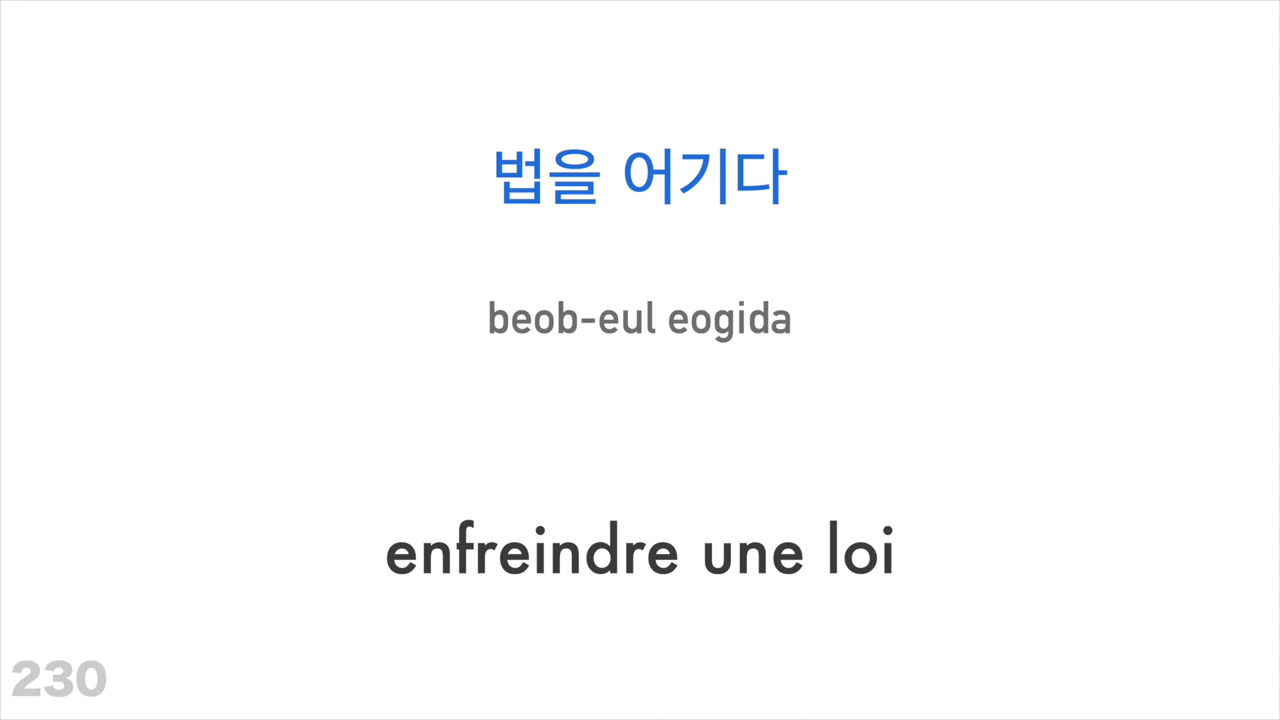 법을 어기다
beob-eul eogida
enfreindre une loi
230